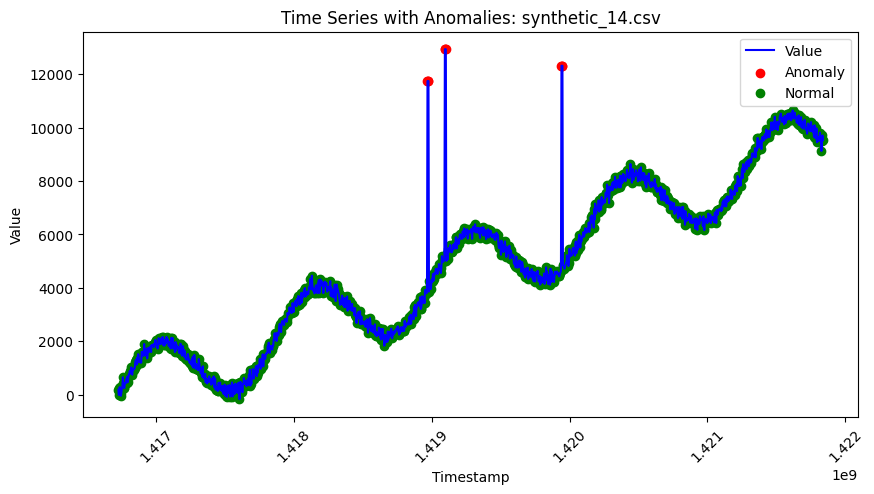 Time Series with Anomalies: synthetic_14.csv
Value
Anomaly
Normal
12000
10000
8000
6000
4000
2000
0
Value
1.417
1.418
1.419
1.420
1.421
1.422
1e9
Timestamp